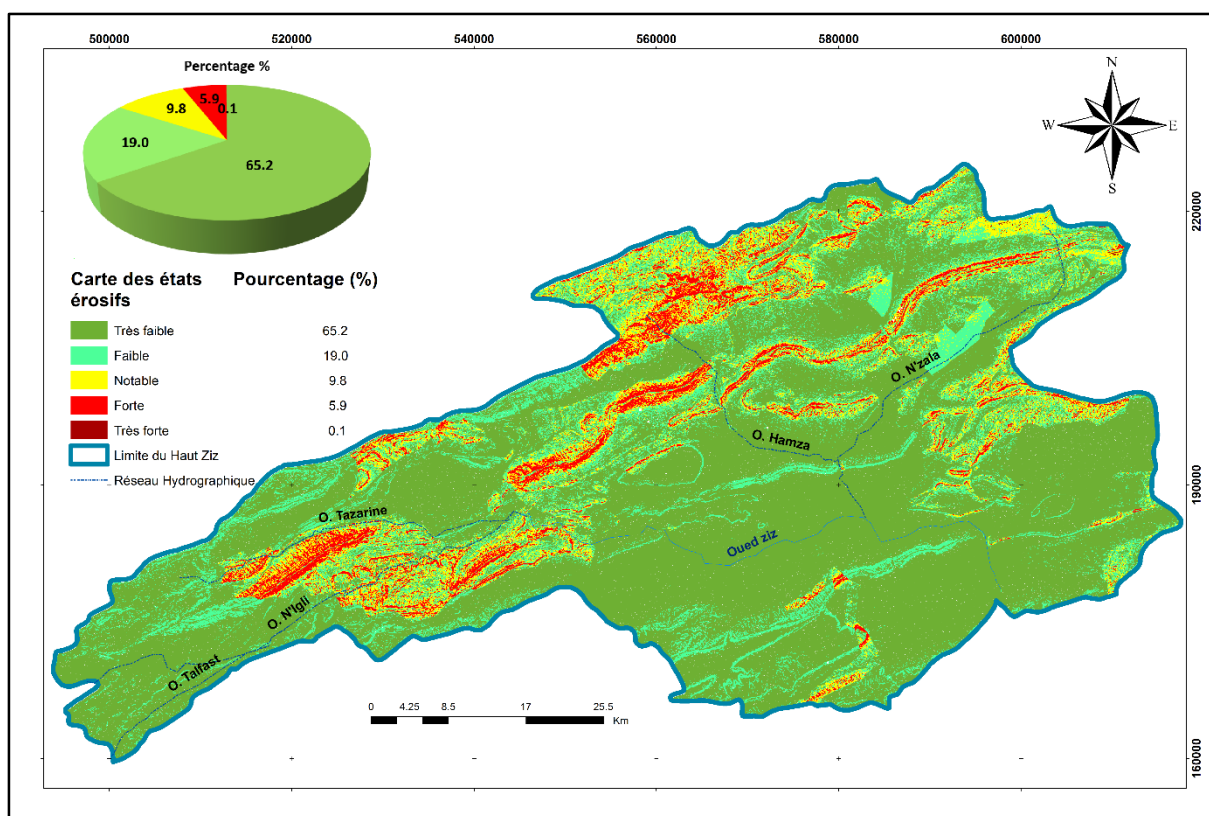 500000 520000 540000 560000 580000 600000
Percentage %
5.9
0.1
9.8
19.0
65.2
N
W E
S
220000
190000
160000
Carte des états Pourcentage (%)
érosifs
Très faible 65.2
Faible 19.0
Notable 9.8
Forte 5.9
Très forte 0.1
Limite du Haut Ziz
Réseau Hydrographique
O. N'zala
O. Hamza
O. Tazarine
Oued ziz
O. N'Igli
O. Talfast
0 4.25 8.5 17 25.5
Km